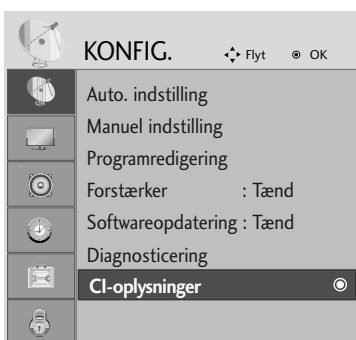 KONFIG. Flyt OK
Auto. indstilling
Manuel indstilling
Programredigering
Forstærker : Tænd
Softwareopdatering : Tænd
Diagnosticering
CI-oplysninger